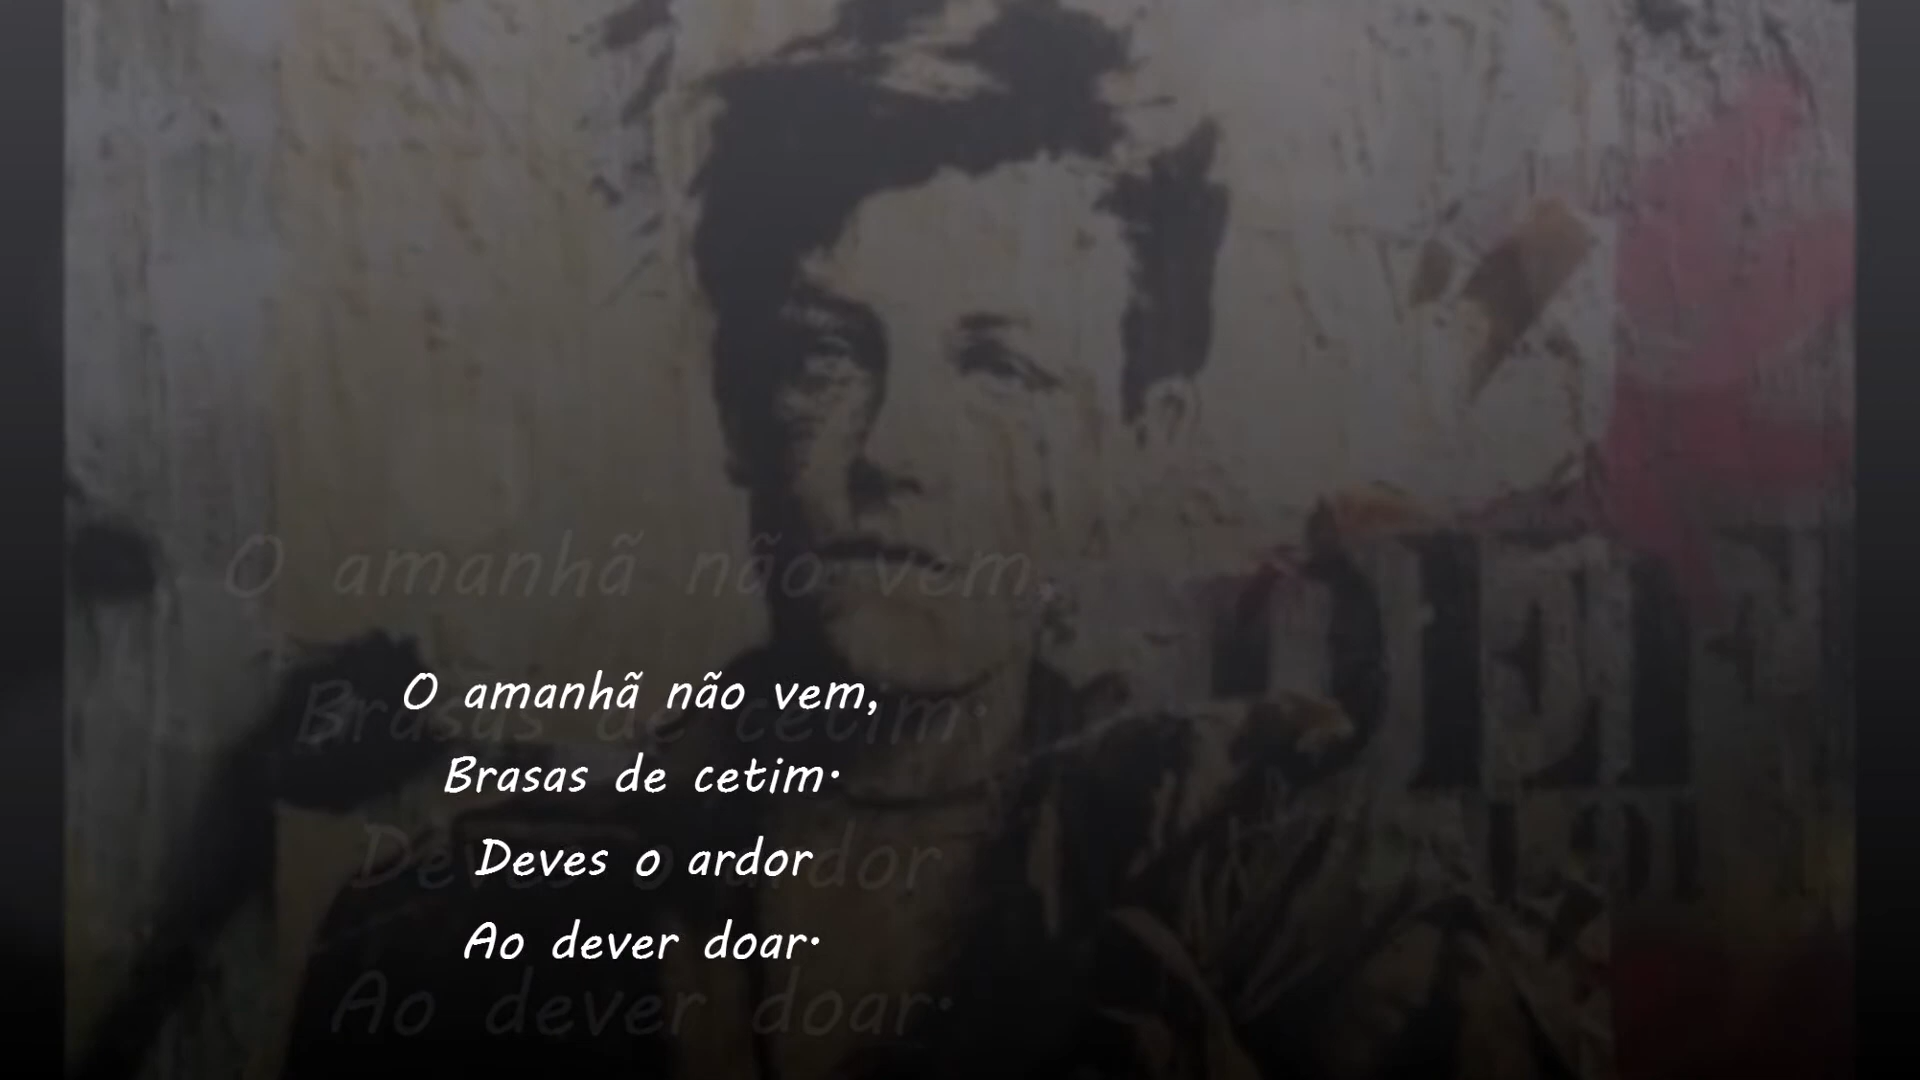 O amanhã não vem,
Brasas de cetim·
Deves o ardor
Ao dever doar·